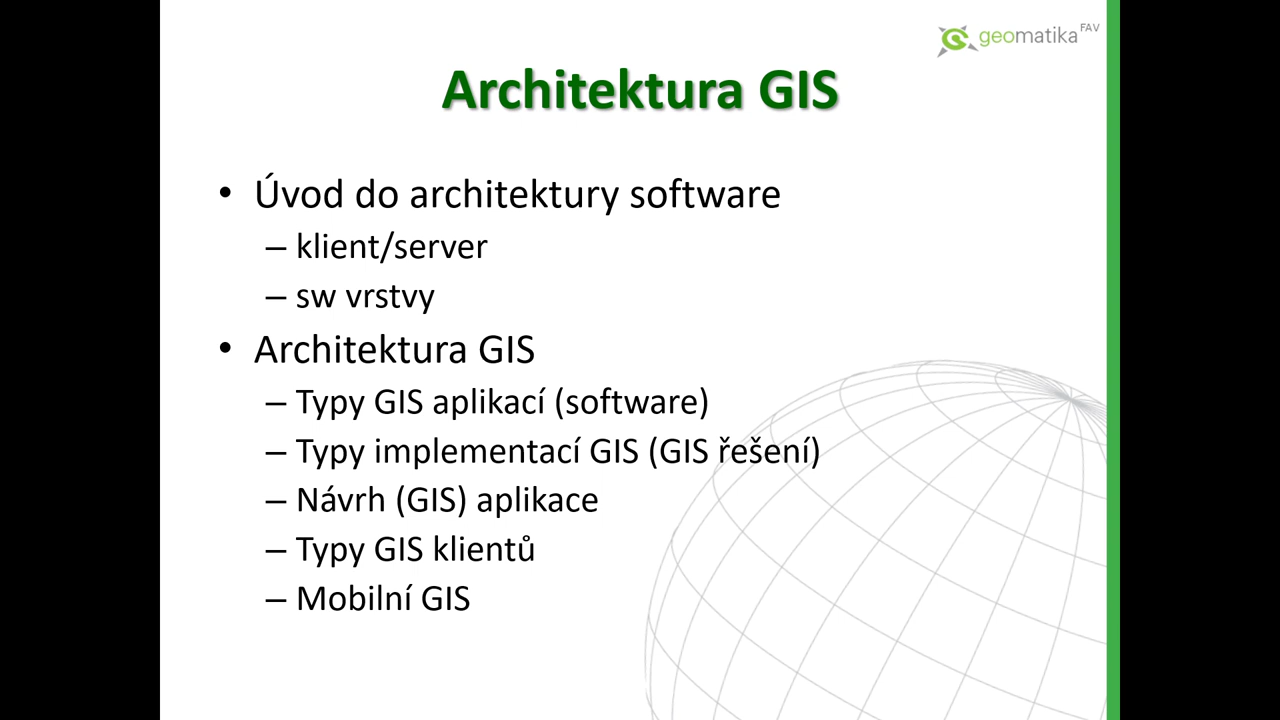 geomatika FAV
Architektura GIS
• Úvod do architektury software
– klient/server
– sw vrstvy
• Architektura GIS
– Typy GIS aplikací (software)
– Typy implementací GIS (GIS řešení)
– Návrh (GIS) aplikace
– Typy GIS klientů
– Mobilní GIS